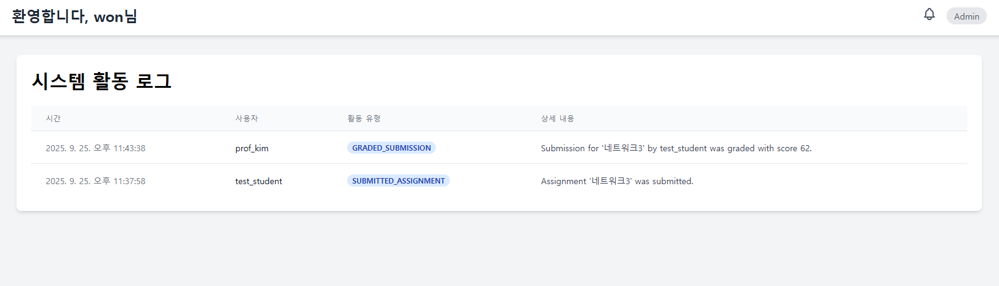 환영합니다, won님
Admin
시스템 활동 로그
시간 사용자 활동 유형 상세 내용
2025. 9. 25. 오후 11:43:38 prof_kim GRADED_SUBMISSION Submission for '네트워크3' by test_student was graded with score 62.
2025. 9. 25. 오후 11:37:58 test_student SUBMITTED_ASSIGNMENT Assignment '네트워크3' was submitted.